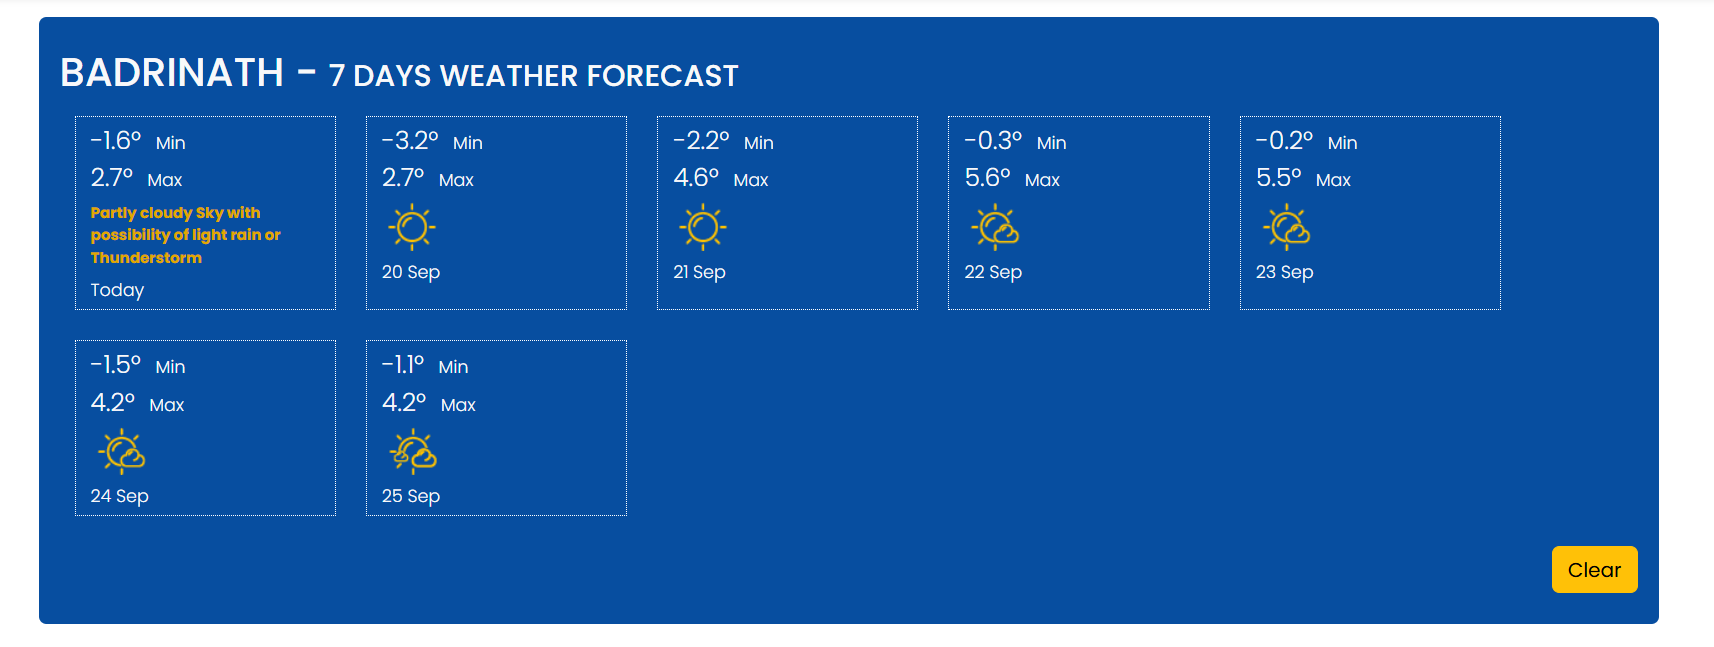 BADRINATH - 7 DAYS WEATHER FORECAST
-1.6° Min
2.7° Max
Partly cloudy Sky with
possibility of light rain or
Thunderstorm
Today
-3.2° Min
2.7° Max
20 Sep
-2.2° Min
4.6° Max
21 Sep
-0.3° Min
5.6° Max
22 Sep
-0.2° Min
5.5° Max
23 Sep
-1.5° Min
4.2° Max
24 Sep
-1.1° Min
4.2° Max
25 Sep
Clear